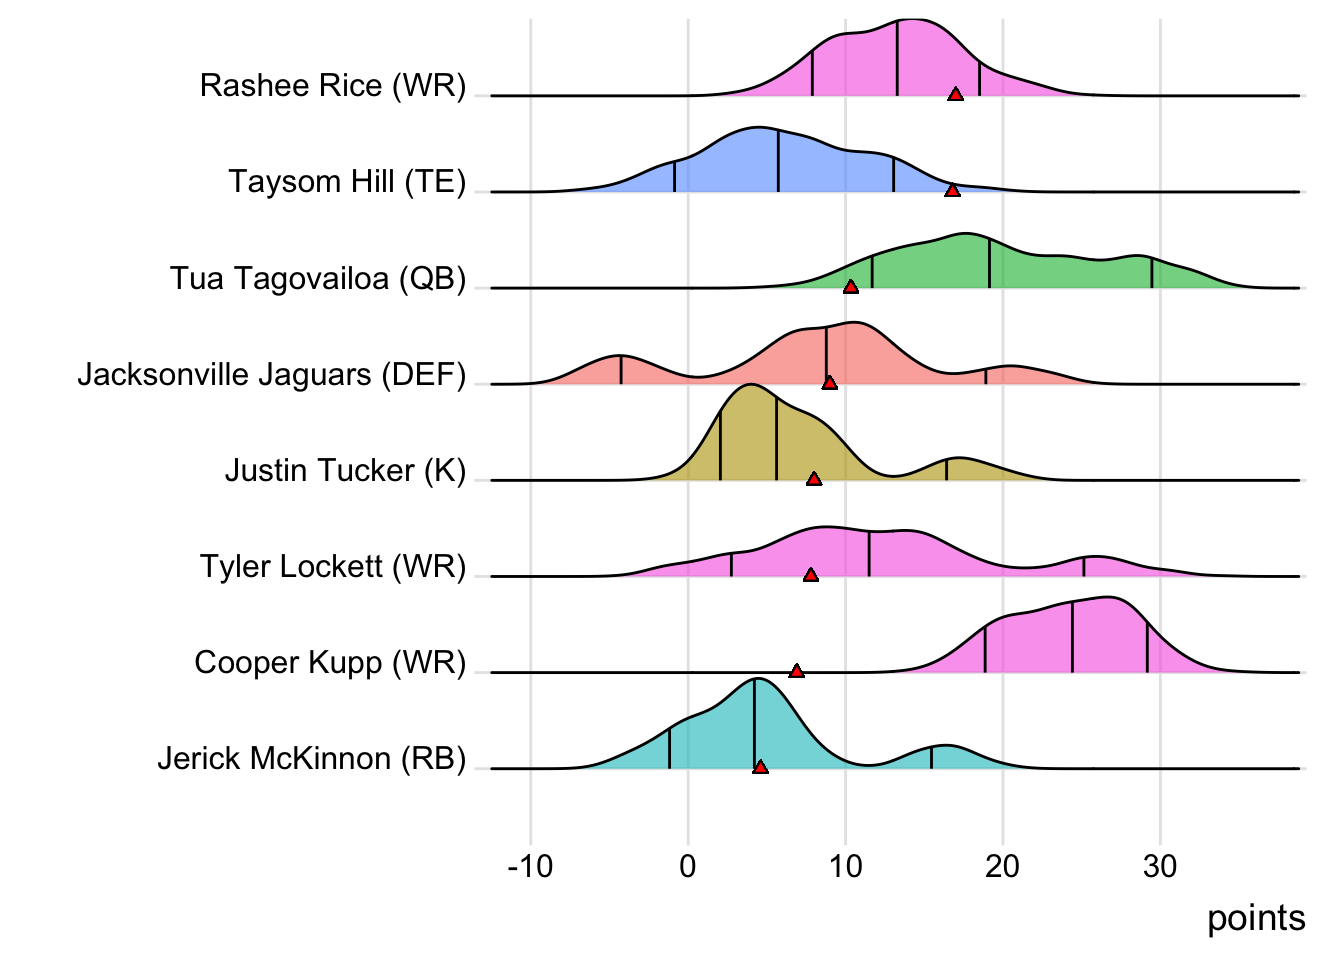 Rashee Rice (WR)
Taysom Hill (TE)
Tua Tagovailoa (QB)
Jacksonville Jaguars (DEF)
Justin Tucker (K)
Tyler Lockett (WR)
Cooper Kupp (WR)
Jerick McKinnon (RB)
-10 0 10 20 30
points